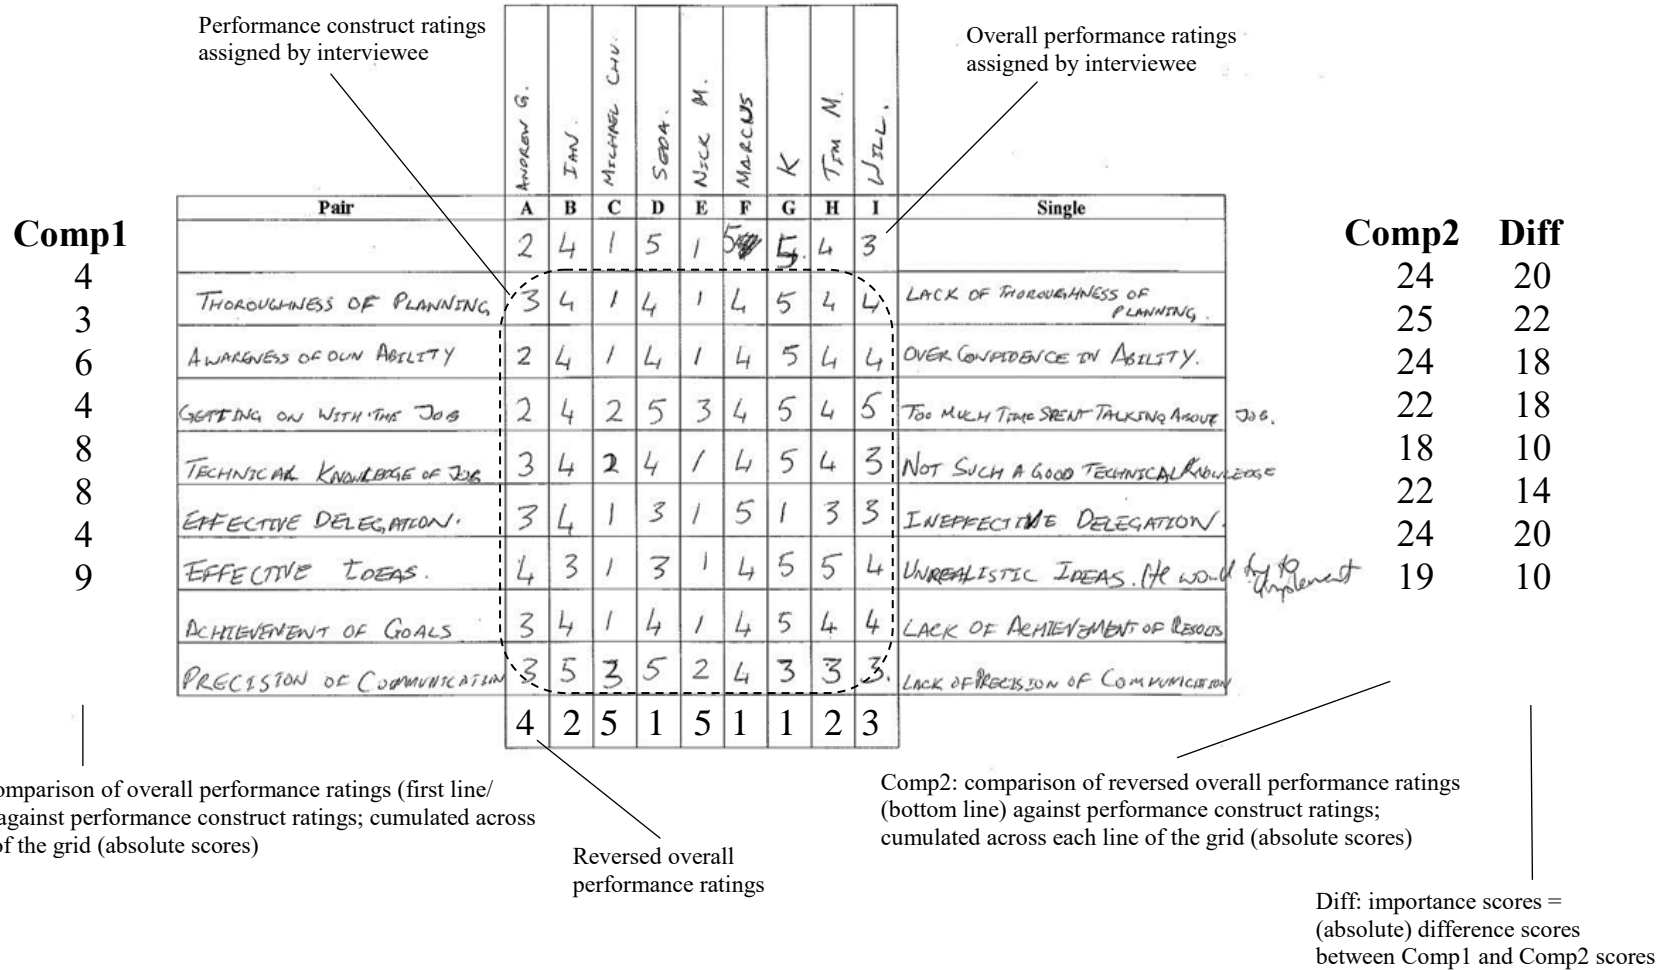 Performance construct ratings
assigned by interviewee
Overall performance ratings
assigned by interviewee
ANDREW G.
IAN.
MICHAEL CHU.
SEDA.
NICK M.
MARCUS
K
TIM M.
WILL.
Pair A B C D E F G H I Single
Comp1 Comp2 Diff
2 4 1 5 1 5 5. 4 3
4 24 20
THOROUGHNESS OF PLANNING 3 4 1 4 1 4 5 4 4 LACK OF THOROUGHNESS OF
PLANNING.
3 25 22
AWARENESS OF OWN ABILITY 2 4 1 4 1 4 5 4 4 OVER CONFIDENCE IN ABILITY.
6 24 18
GETTING ON WITH THE JOB 2 4 2 5 3 4 5 4 5 TOO MUCH TIME SPENT TALKING ABOUT JOB.
4 22 18
TECHNICAL KNOWLEDGE OF JOB 3 4 2 4 1 4 5 4 3 NOT SUCH A GOOD TECHNICAL KNOWLEDGE
8 18 10
EFFECTIVE DELEGATION. 3 4 1 3 1 5 1 3 3 INEFFECTIVE DELEGATION.
8 22 14
EFFECTIVE IDEAS. 4 3 1 3 1 4 5 5 4 UNREALISTIC IDEAS. He would try to
implement
4 24 20
ACHIEVEMENT OF GOALS 3 4 1 4 1 4 5 4 4 LACK OF ACHIEVEMENT OF RESULTS
9 19 10
PRECISION OF COMMUNICATION 3 5 3 5 2 4 3 3 3. LACK OF PRECISION OF COMMUNICATION
4 2 5 1 5 1 1 2 3
omparison of overall performance ratings (first line/
against performance construct ratings; cumulated across
of the grid (absolute scores)
Reversed overall
performance ratings
Comp2: comparison of reversed overall performance ratings
(bottom line) against performance construct ratings;
cumulated across each line of the grid (absolute scores)
Diff: importance scores =
(absolute) difference scores
between Comp1 and Comp2 scores